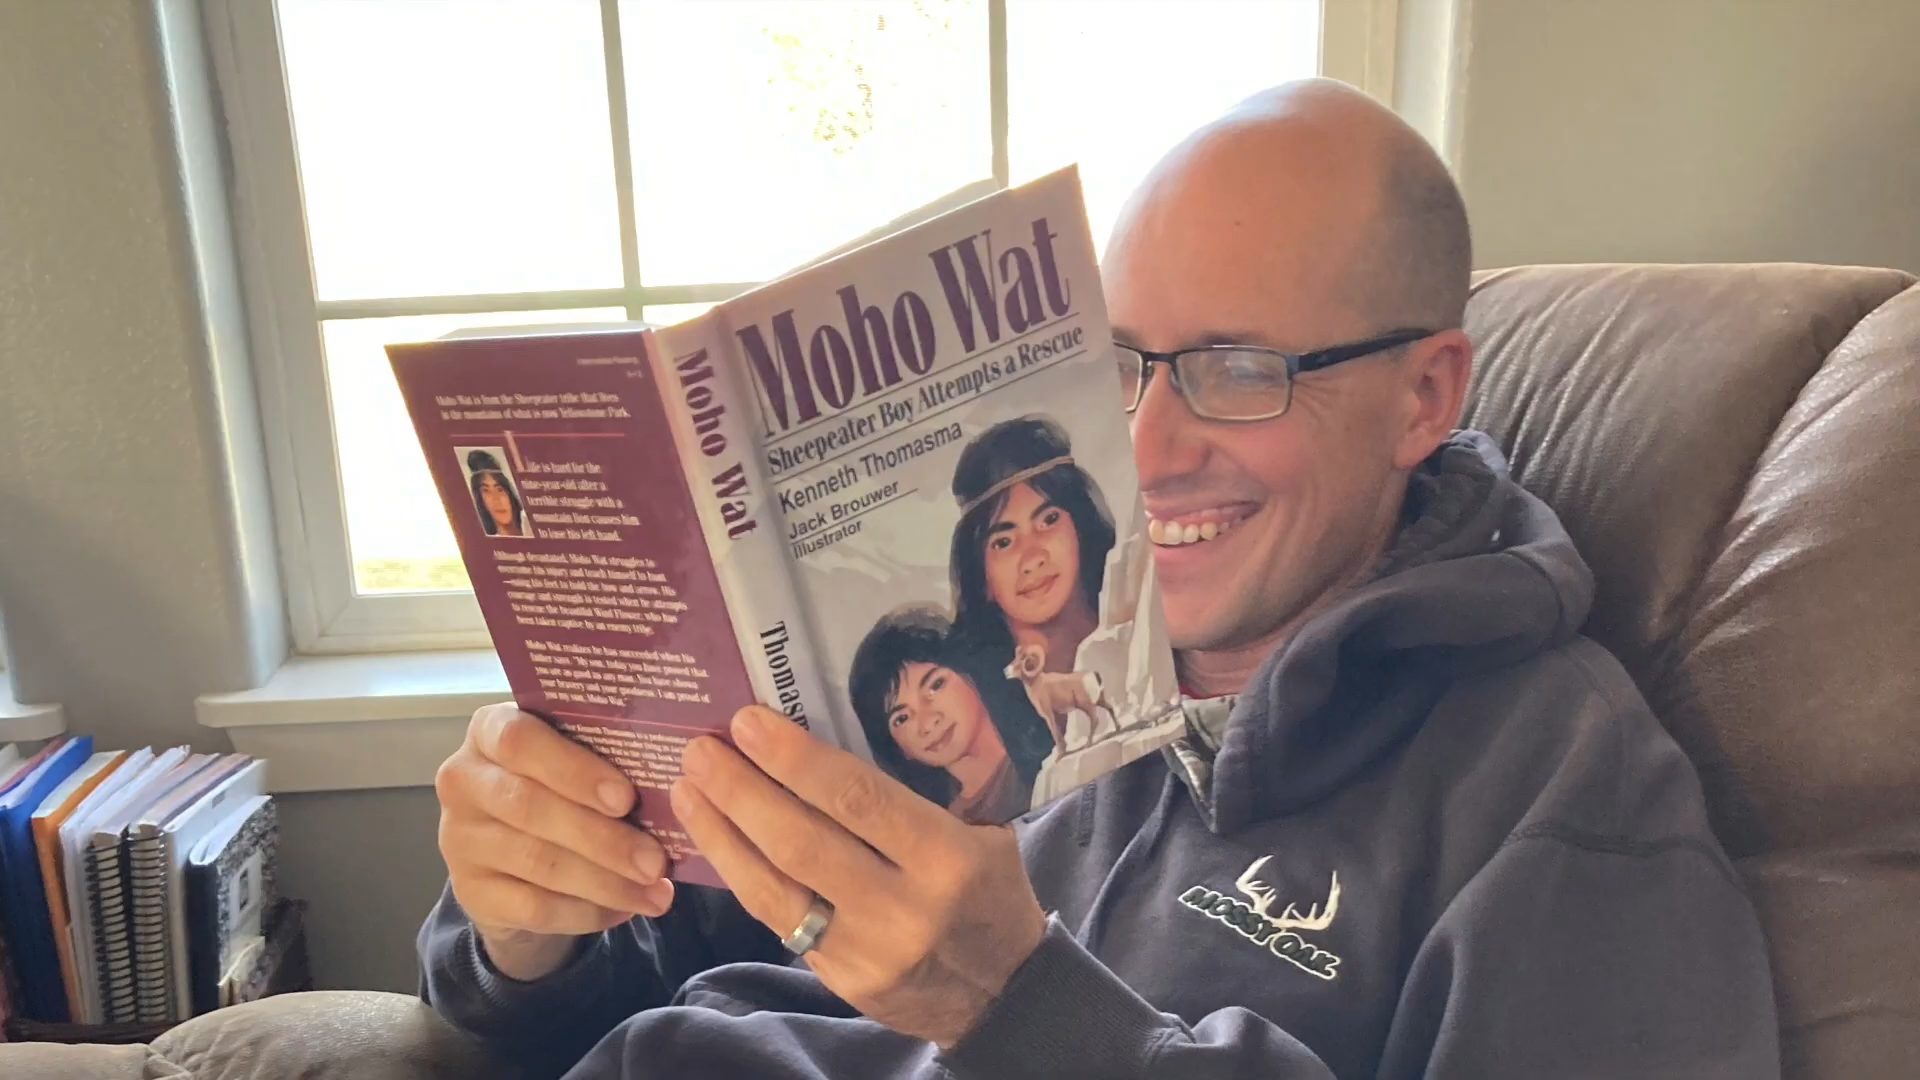 Moho Wat
Sheepeater Boy Attempts a Rescue
Kenneth Thomasma
Jack Brouwer
Illustrator
Moho Wat
Thomasm
Moho Wat is from the Sheepeater tribe that lives
in the mountains of what is now Yellowstone Park.
Life is hard for the
nine-year-old after a
terrible struggle with a
mountain lion causes him
to lose his left hand.
Although devastated, Moho Wat struggles to
overcome his injury and teach himself to hunt
—using his feet to hold the bow and arrow. His
courage and strength is tested when he attempts
to rescue the beautiful Wind Flower, who has
been taken captive by an enemy tribe.
Moho Wat realizes he has succeeded when his
father says, "My son, today you have proved that
you are as good as any man. You have shown
your bravery and your goodness. I am proud of
you my son, Moho Wat."
Kenneth Thomasma is a
MOSSY OAK